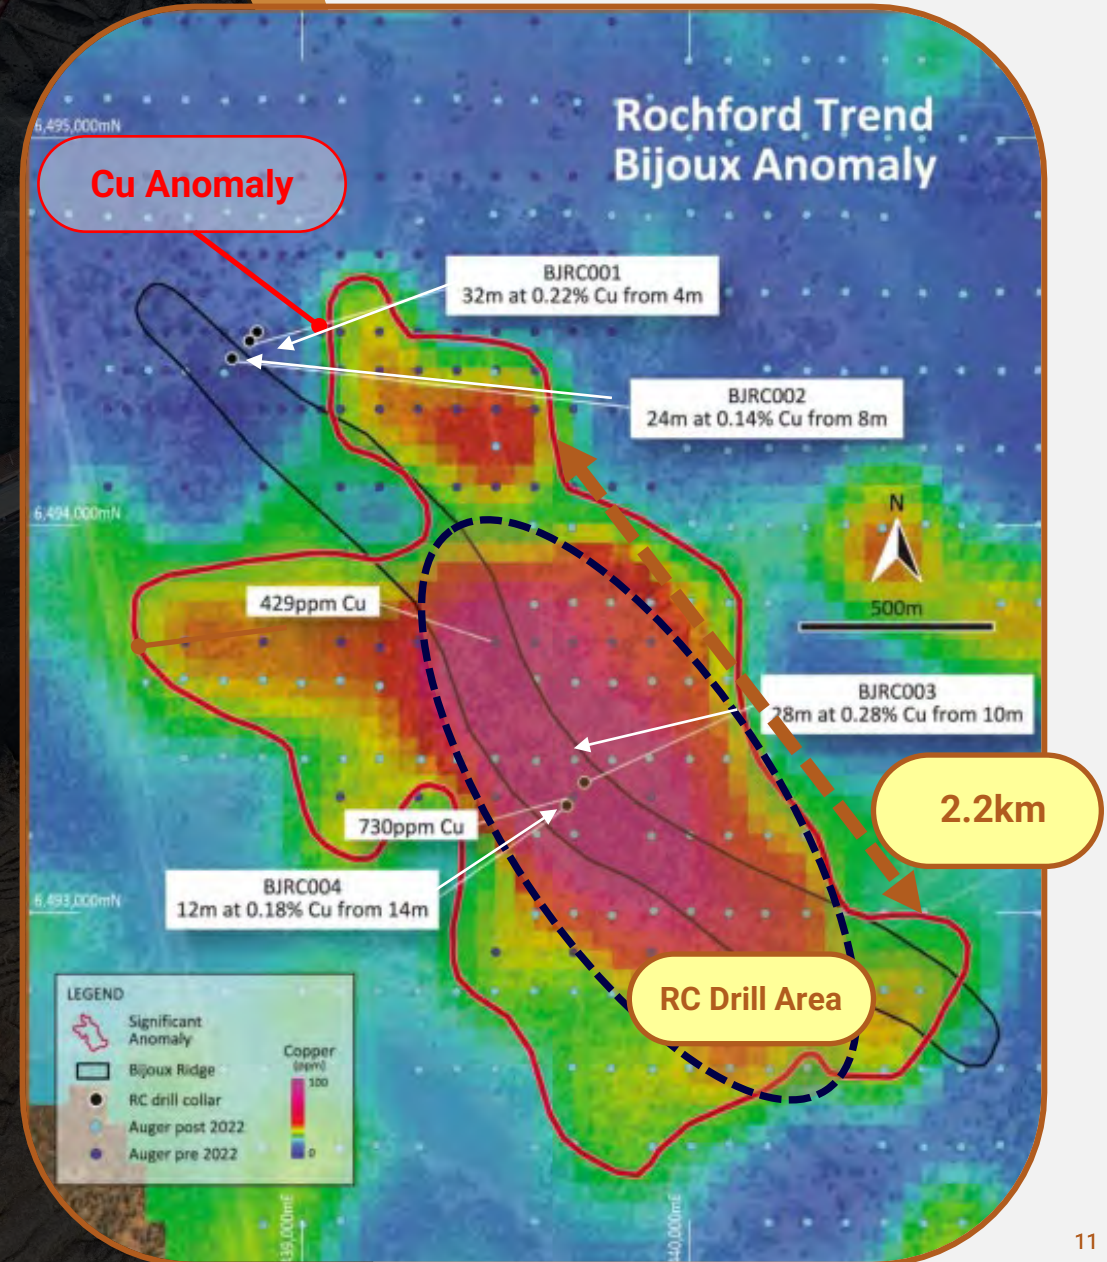 Rochford Trend
Bijoux Anomaly
6,495,000mN
Cu Anomaly
BJRC001
32m at 0.22% Cu from 4m
BJRC002
24m at 0.14% Cu from 8m
6,494,000mN
N
500m
429ppm Cu
BJRC003
28m at 0.28% Cu from 10m
2.2km
730ppm Cu
BJRC004
12m at 0.18% Cu from 14m
6,493,000mN
RC Drill Area
LEGEND
Significant
Anomaly
Bijoux Ridge
RC drill collar
Auger post 2022
Auger pre 2022
Copper
(ppm)
100
0
39,000mE
40,000mE
11